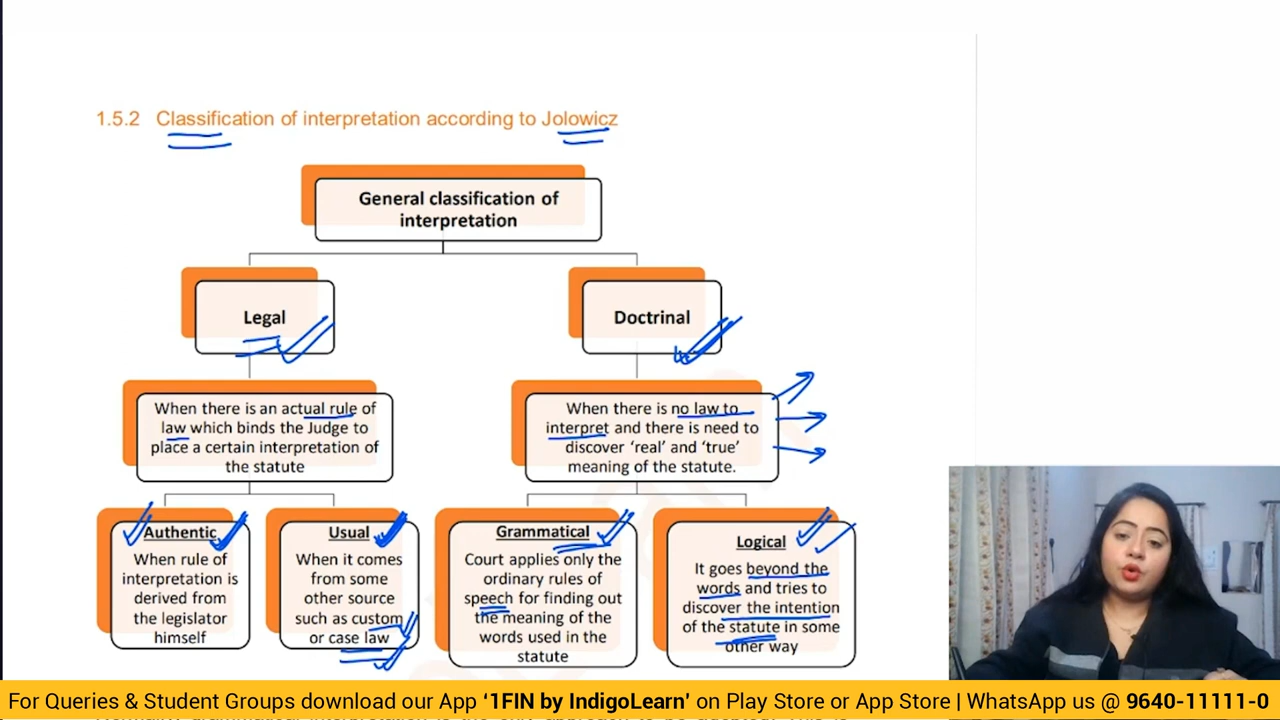 1.5.2 Classification of interpretation according to Jolowicz
General classification of
interpretation
Legal
Doctrinal
When there is an actual rule of
law which binds the Judge to
place a certain interpretation of
the statute
When there is no law to
interpret and there is need to
discover ‘real’ and ‘true’
meaning of the statute.
Authentic
When rule of
interpretation is
derived from
the legislator
himself
Usual
When it comes
from some
other source
such as custom
or case law
Grammatical
Court applies only the
ordinary rules of
speech for finding out
the meaning of the
words used in the
statute
Logical
It goes beyond the
words and tries to
discover the intention
of the statute in some
other way
For Queries & Student Groups download our App ‘1FIN by IndigoLearn’ on Play Store or App Store | WhatsApp us @ 9640-11111-0